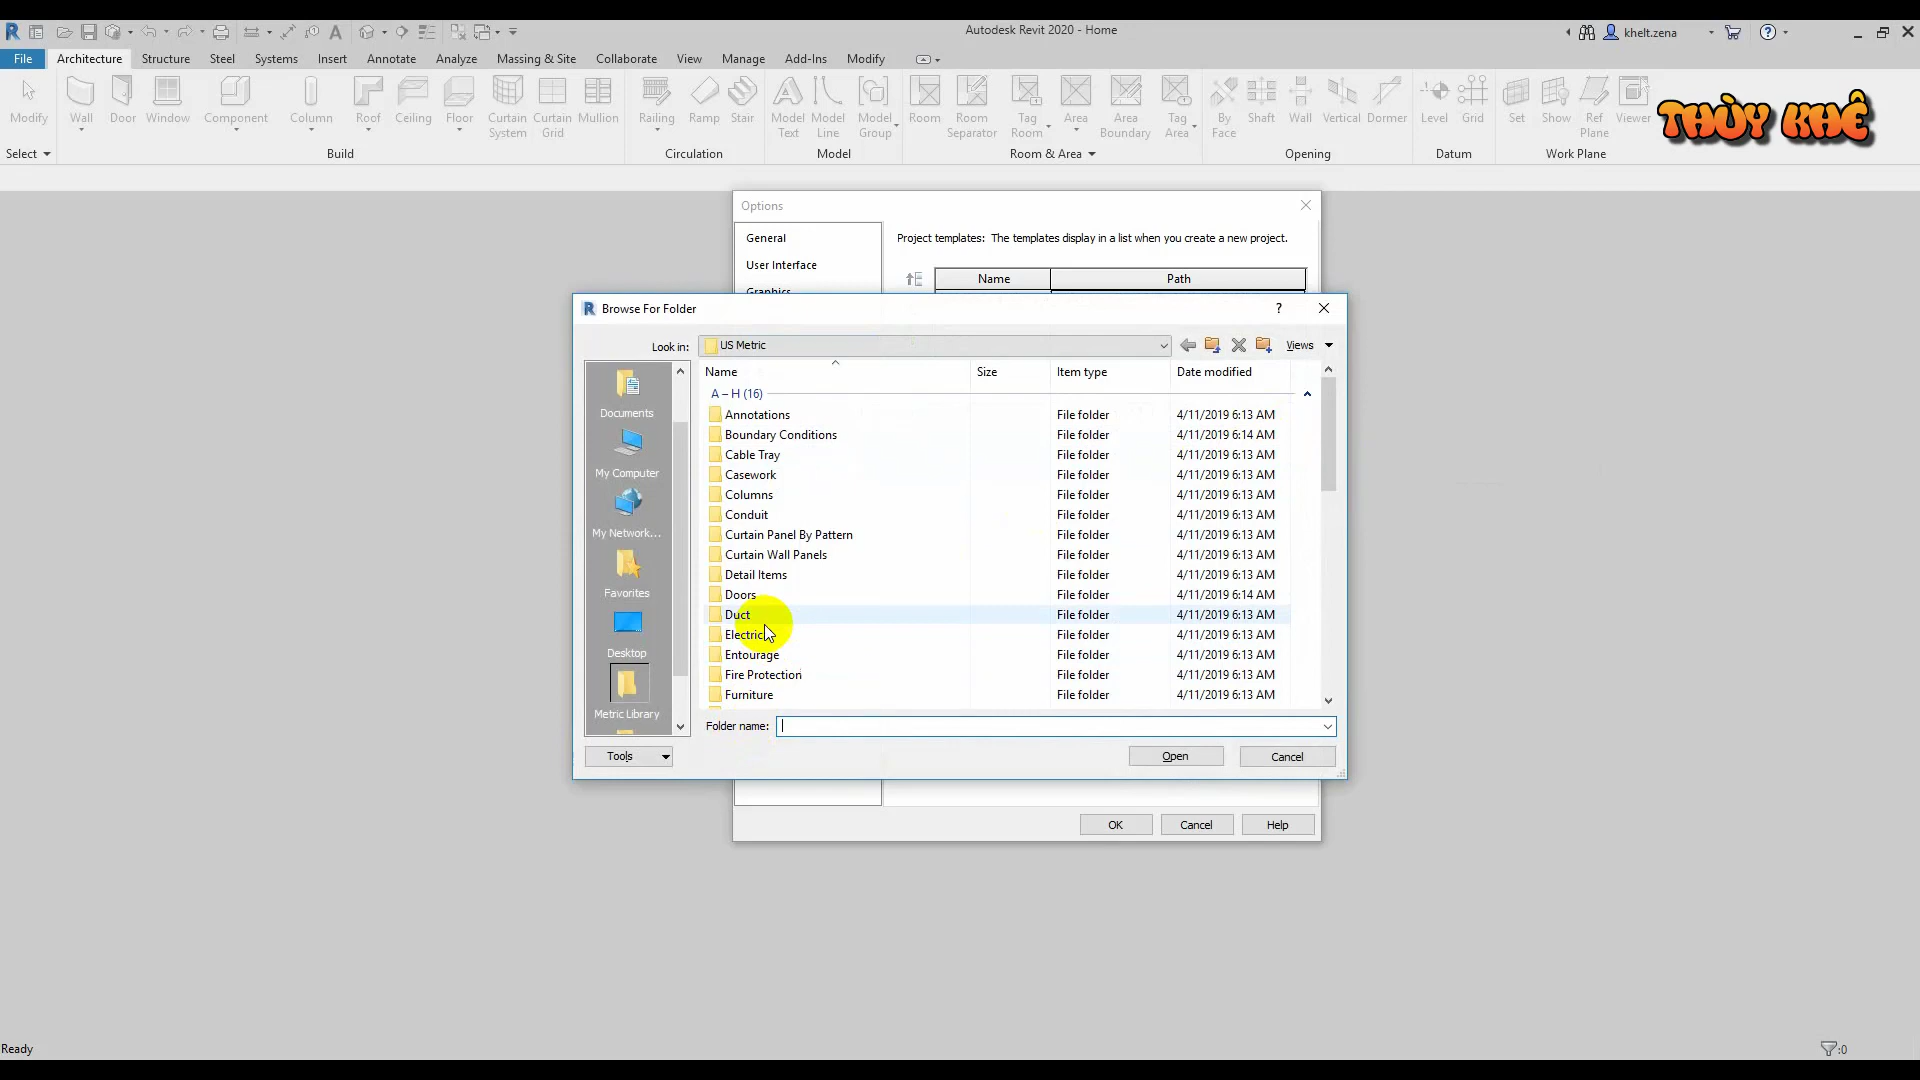 Autodesk Revit 2020 - Home
khelt.zena
File Architecture Structure Steel Systems Insert Annotate Analyze Massing & Site Collaborate View Manage Add-Ins Modify
Modify Wall Door Window Component Column Roof Ceiling Floor Curtain System Curtain Grid Mullion Railing Ramp Stair Model Text Model Line Model Group Room Room Separator Tag Room Area Area Boundary Tag Area By Face Shaft Wall Vertical Dormer Level Grid Set Show Ref Plane Viewer
THÙY KHÊ
Select Build Circulation Model Room & Area Opening Datum Work Plane
Options
General
Project templates: The templates display in a list when you create a new project.
User Interface
Graphics
Name Path
Browse For Folder
Look in: US Metric Views
Name Size Item type Date modified
A – H (16)
Annotations File folder 4/11/2019 6:13 AM
Boundary Conditions File folder 4/11/2019 6:14 AM
Cable Tray File folder 4/11/2019 6:13 AM
Casework File folder 4/11/2019 6:13 AM
Columns File folder 4/11/2019 6:13 AM
Conduit File folder 4/11/2019 6:13 AM
Curtain Panel By Pattern File folder 4/11/2019 6:13 AM
Curtain Wall Panels File folder 4/11/2019 6:13 AM
Detail Items File folder 4/11/2019 6:13 AM
Doors File folder 4/11/2019 6:14 AM
Duct File folder 4/11/2019 6:13 AM
File folder 4/11/2019 6:13 AM
Entourage File folder 4/11/2019 6:13 AM
Fire Protection File folder 4/11/2019 6:13 AM
Furniture File folder 4/11/2019 6:13 AM
Documents
My Computer
My Network...
Favorites
Desktop
Metric Library
Folder name:
Tools Open Cancel
OK Cancel Help
Ready
:0